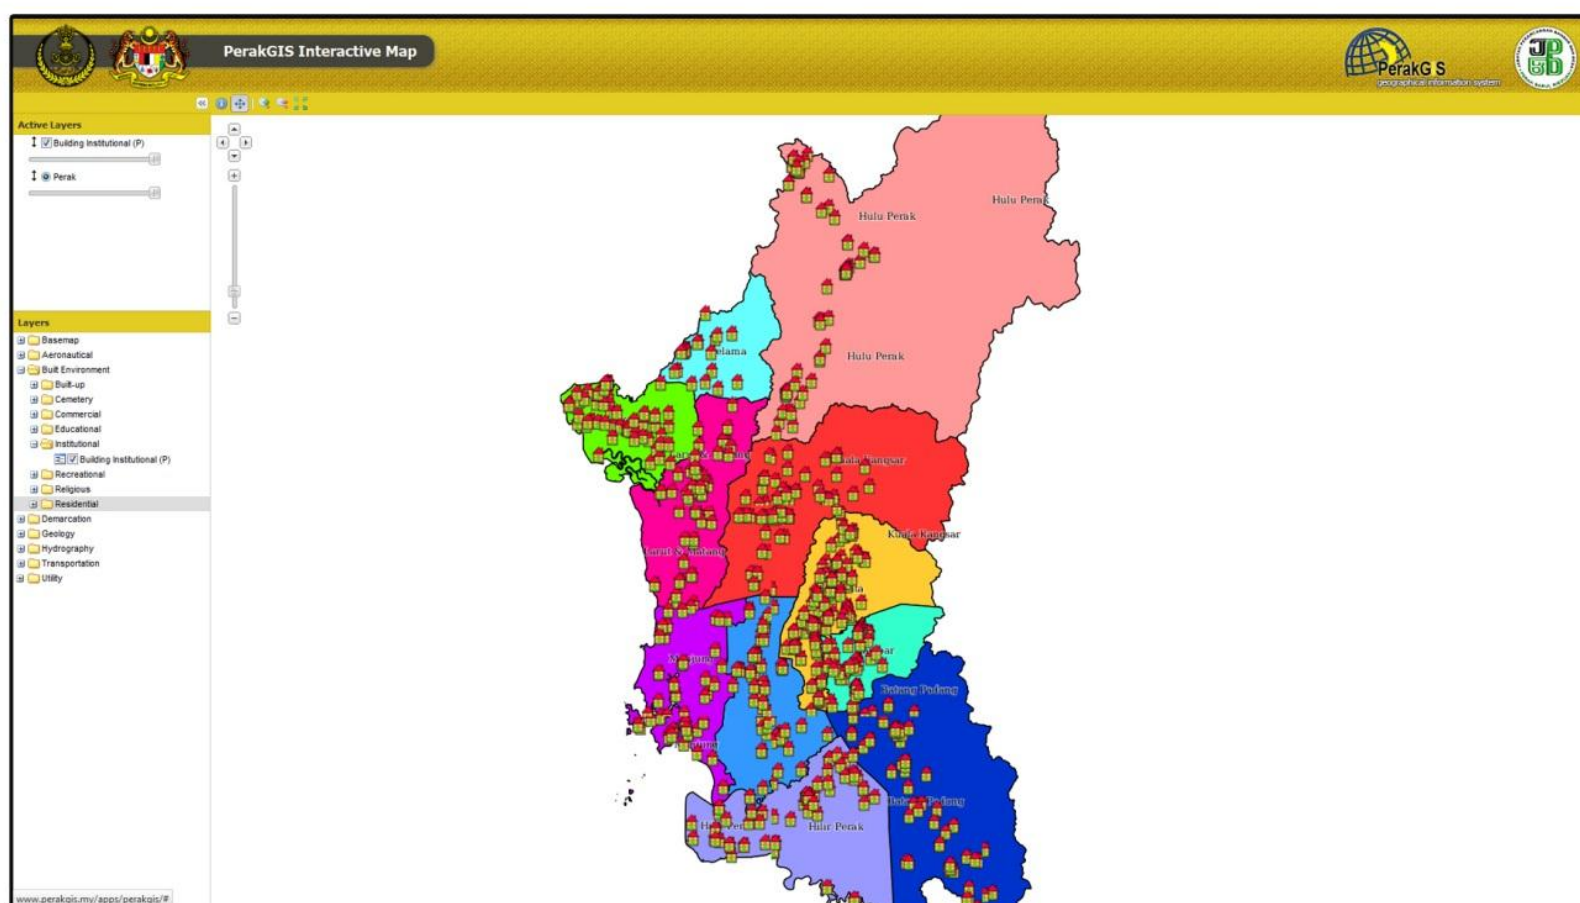 PerakGIS Interactive Map
PerakGIS
geographical information system
Active Layers
Building Institutional (P)
Perak
Layers
Basemap
Aeronautical
Built Environment
Built-up
Cemetery
Commercial
Educational
Institutional
Building Institutional (P)
Recreational
Religious
Residential
Demarcation
Geology
Hydrography
Transportation
Utility
www.perakgis.my/apps/perakgis/#
Hulu Perak
Hulu Perak
Hulu Perak
Kuala Kangsar
Larut & Matang
Batang Padang
Hilir Perak